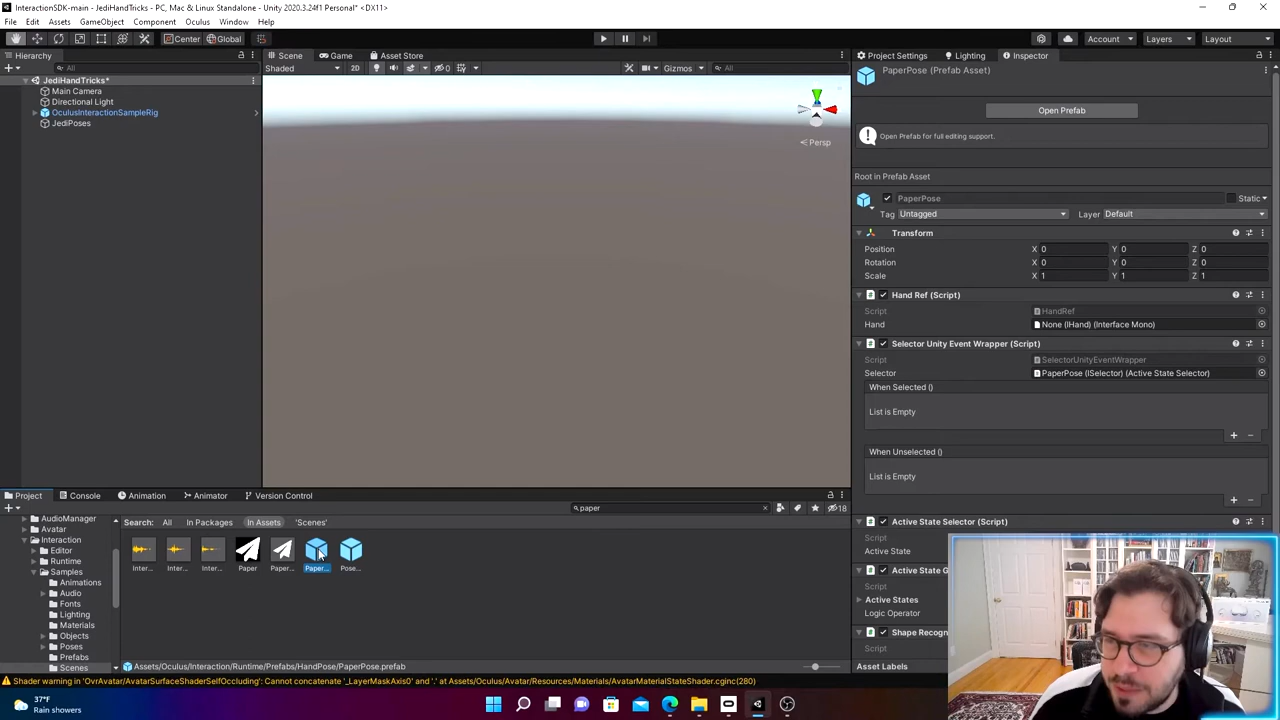 InteractionSDK-main - JediHandTricks - PC, Mac & Linux Standalone - Unity 2020.3.24f1 Personal* <DX11>
File Edit Assets GameObject Component Oculus Window Help
Center Global Account Layers Layout
Hierarchy
All
JediHandTricks*
Main Camera
Directional Light
OculusInteractionSampleRig
JediPoses
Scene Game Asset Store
Shaded 2D 0 Gizmos All
Persp
Project Settings Lighting Inspector
PaperPose (Prefab Asset)
Open Prefab
Open Prefab for full editing support.
Root in Prefab Asset
PaperPose Static
Tag Untagged Layer Default
Transform
Position X 0 Y 0 Z 0
Rotation X 0 Y 0 Z 0
Scale X 1 Y 1 Z 1
Hand Ref (Script)
Script HandRef
Hand None (IHand) (Interface Mono)
Selector Unity Event Wrapper (Script)
Script SelectorUnityEventWrapper
Selector PaperPose (ISelector) (Active State Selector)
When Selected ()
List is Empty
When Unselected ()
List is Empty
Active State Selector (Script)
Script
Active State
Active State G
Script
Active States
Logic Operator
Shape Recogn
Script
Asset Labels
Project Console Animation Animator Version Control
paper
18
Search: All In Packages In Assets 'Scenes'
AudioManager
Avatar
Interaction
Editor
Runtime
Samples
Animations
Audio
Fonts
Lighting
Materials
Objects
Poses
Prefabs
Scenes
Inter... Inter... Inter... Paper Paper... Paper... Pose...
Assets/Oculus/Interaction/Runtime/Prefabs/HandPose/PaperPose.prefab
Shader warning in 'OvrAvatar/AvatarSurfaceShaderSelfOccluding': Cannot concatenate '_LayerMaskAxis0' and '.' at Assets/Oculus/Avatar/Resources/Materials/AvatarMaterialStateShader.cginc(280)
37°F
Rain showers